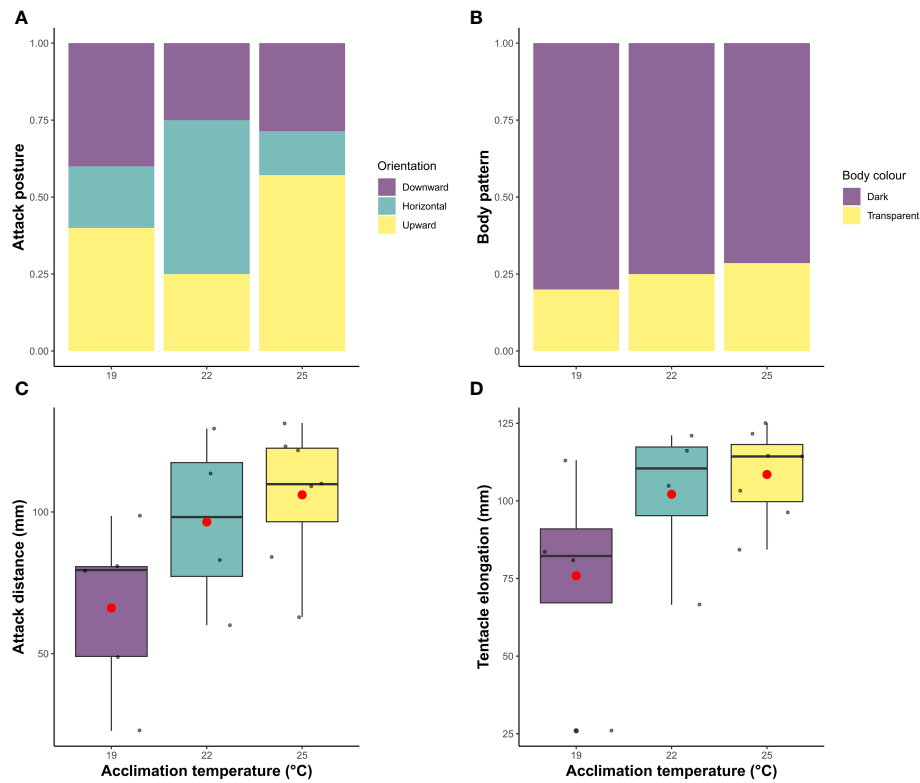 A
Attack posture
1.00
0.75
0.50
0.25
0.00
19
22
25
Orientation
Downward
Horizontal
Upward
B
Body pattern
1.00
0.75
0.50
0.25
0.00
19
22
25
Body colour
Dark
Transparent
C
Attack distance (mm)
100
50
19
22
25
Acclimation temperature (°C)
D
Tentacle elongation (mm)
125
100
75
50
25
19
22
25
Acclimation temperature (°C)